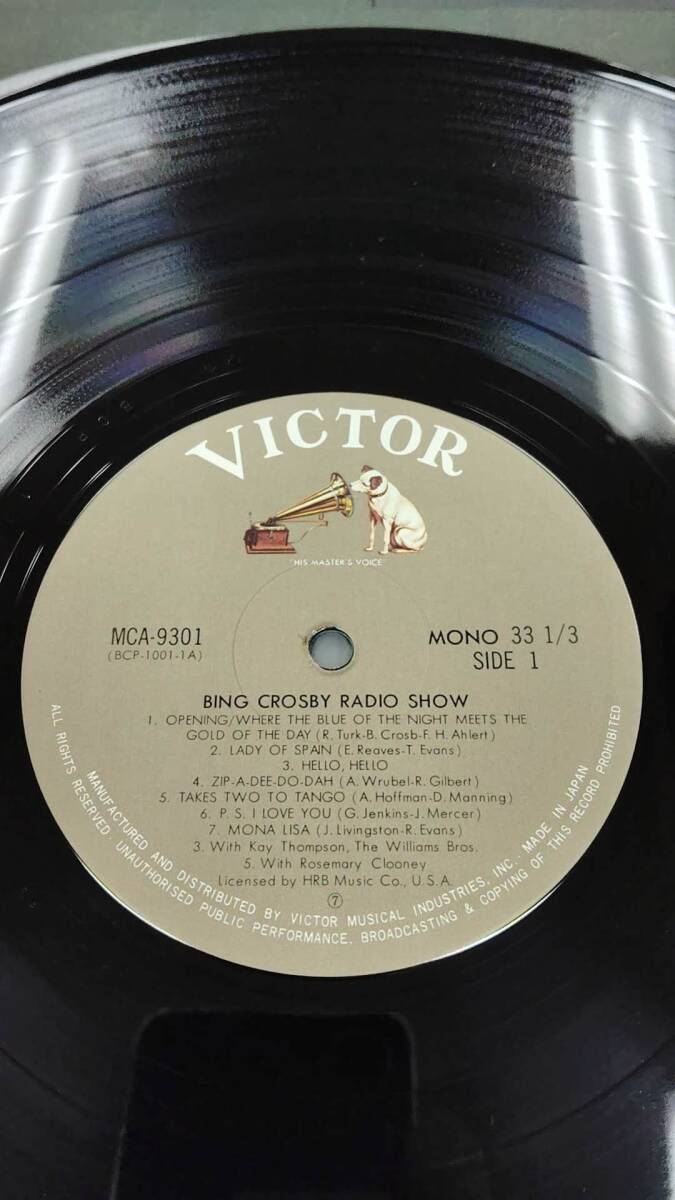 VICTOR
"HIS MASTER'S VOICE"
MCA-9301
(BCP-1001-1A)
MONO 33 1/3
SIDE 1
BING CROSBY RADIO SHOW
1. OPENING/WHERE THE BLUE OF THE NIGHT MEETS THE
GOLD OF THE DAY (R. Turk-B. Crosb-F. H. Ahlert)
2. LADY OF SPAIN (E. Reaves-T. Evans)
3. HELLO, HELLO
4. ZIP-A-DEE-DO-DAH (A. Wrubel-R. Gilbert)
5. TAKES TWO TO TANGO (A. Hoffman-D. Manning)
6. P. S. I LOVE YOU (G. Jenkins-J. Mercer)
7. MONA LISA (J. Livingston-R. Evans)
3. With Kay Thompson, The Williams Bros.
5. With Rosemary Clooney
Licensed by HRB Music Co., U.S.A.
⑦
MANUFACTURED AND DISTRIBUTED BY VICTOR MUSICAL INDUSTRIES, INC.. MADE IN JAPAN
ALL RIGHTS RESERVED. UNAUTHORISED PUBLIC PERFORMANCE, BROADCASTING & COPYING OF THIS RECORD PROHIBITED